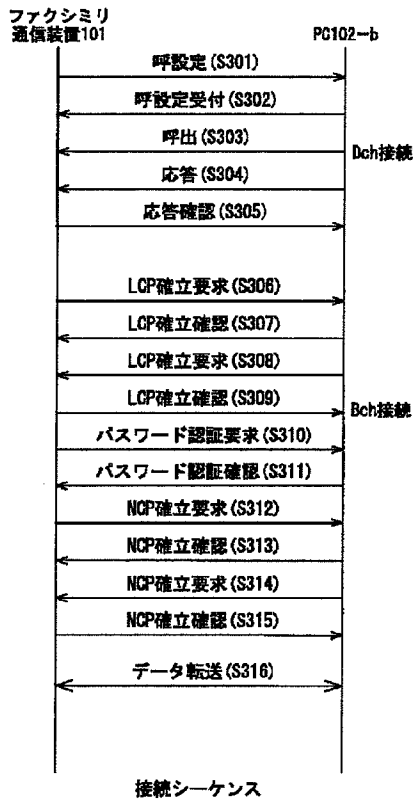 ファクシミリ
通信装置101
PC102-b
呼設定(S301)
呼設定受付(S302)
呼出(S303)
Dch接続
応答(S304)
応答確認(S305)
LCP確立要求(S306)
LCP確立確認(S307)
LCP確立要求(S308)
LCP確立確認(S309)
Bch接続
パスワード認証要求(S310)
パスワード認証確認(S311)
NCP確立要求(S312)
NCP確立確認(S313)
NCP確立要求(S314)
NCP確立確認(S315)
データ転送(S316)
接続シーケンス